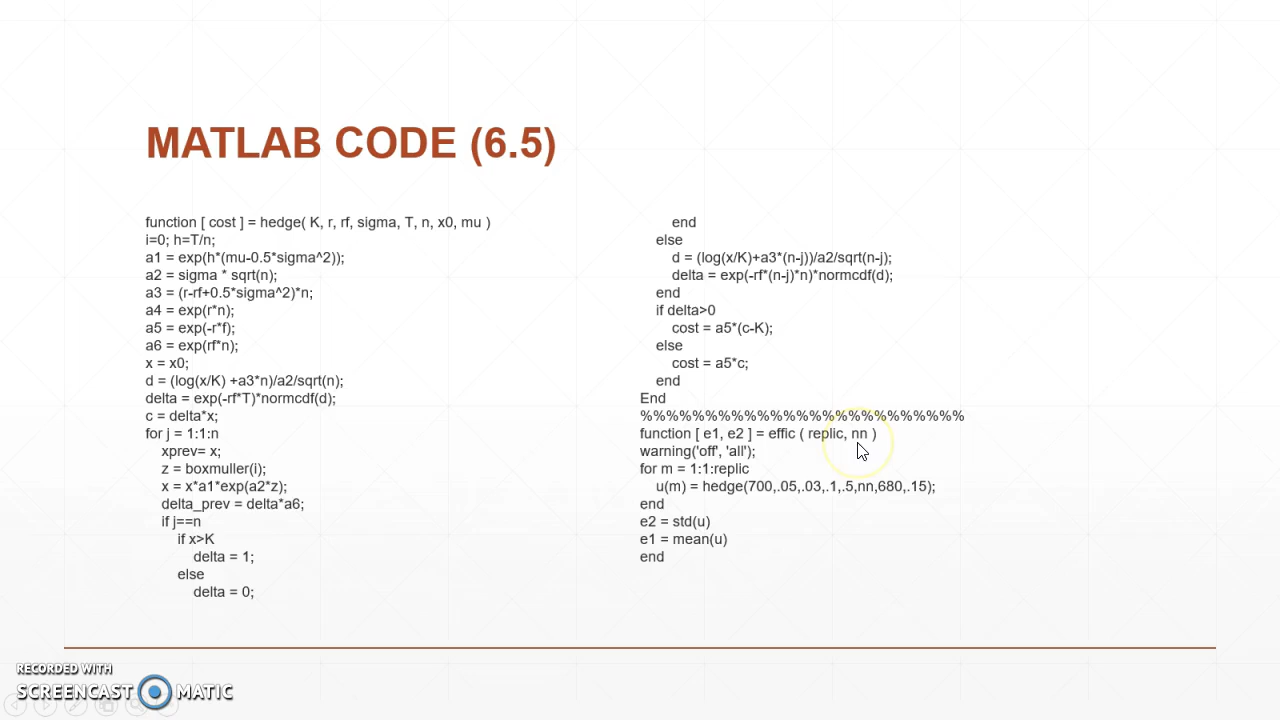 MATLAB CODE (6.5)
function [ cost ] = hedge( K, r, rf, sigma, T, n, x0, mu )
i=0; h=T/n;
a1 = exp(h*(mu-0.5*sigma^2));
a2 = sigma * sqrt(n);
a3 = (r-rf+0.5*sigma^2)*n;
a4 = exp(r*n);
a5 = exp(-r*f);
a6 = exp(rf*n);
x = x0;
d = (log(x/K) +a3*n)/a2/sqrt(n);
delta = exp(-rf*T)*normcdf(d);
c = delta*x;
for j = 1:1:n
xprev= x;
z = boxmuller(i);
x = x*a1*exp(a2*z);
delta_prev = delta*a6;
if j==n
if x>K
delta = 1;
else
delta = 0;
end
else
d = (log(x/K)+a3*(n-j))/a2/sqrt(n-j);
delta = exp(-rf*(n-j)*n)*normcdf(d);
end
if delta>0
cost = a5*(c-K);
else
cost = a5*c;
end
End
%%%%%%%%%%%%%%%%%%%%%%%%%
function [ e1, e2 ] = effic ( replic, nn )
warning('off', 'all');
for m = 1:1:replic
u(m) = hedge(700,.05,.03,.1,.5,nn,680,.15);
end
e2 = std(u)
e1 = mean(u)
end
RECORDED WITH
SCREENCAST MATIC